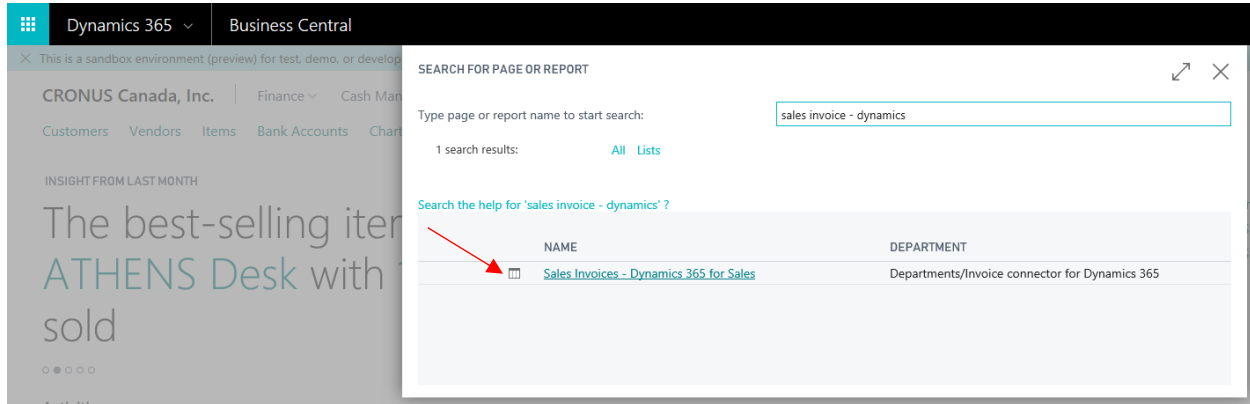 Dynamics 365
Business Central
This is a sandbox environment (preview) for test, demo, or develop
CRONUS Canada, Inc.
Finance
Cash Man
Customers Vendors Items Bank Accounts Chart
INSIGHT FROM LAST MONTH
The best-selling iter
ATHENS Desk with
sold
SEARCH FOR PAGE OR REPORT
Type page or report name to start search:
sales invoice - dynamics
1 search results:
All Lists
Search the help for 'sales invoice - dynamics' ?
NAME
DEPARTMENT
Sales Invoices - Dynamics 365 for Sales
Departments/Invoice connector for Dynamics 365